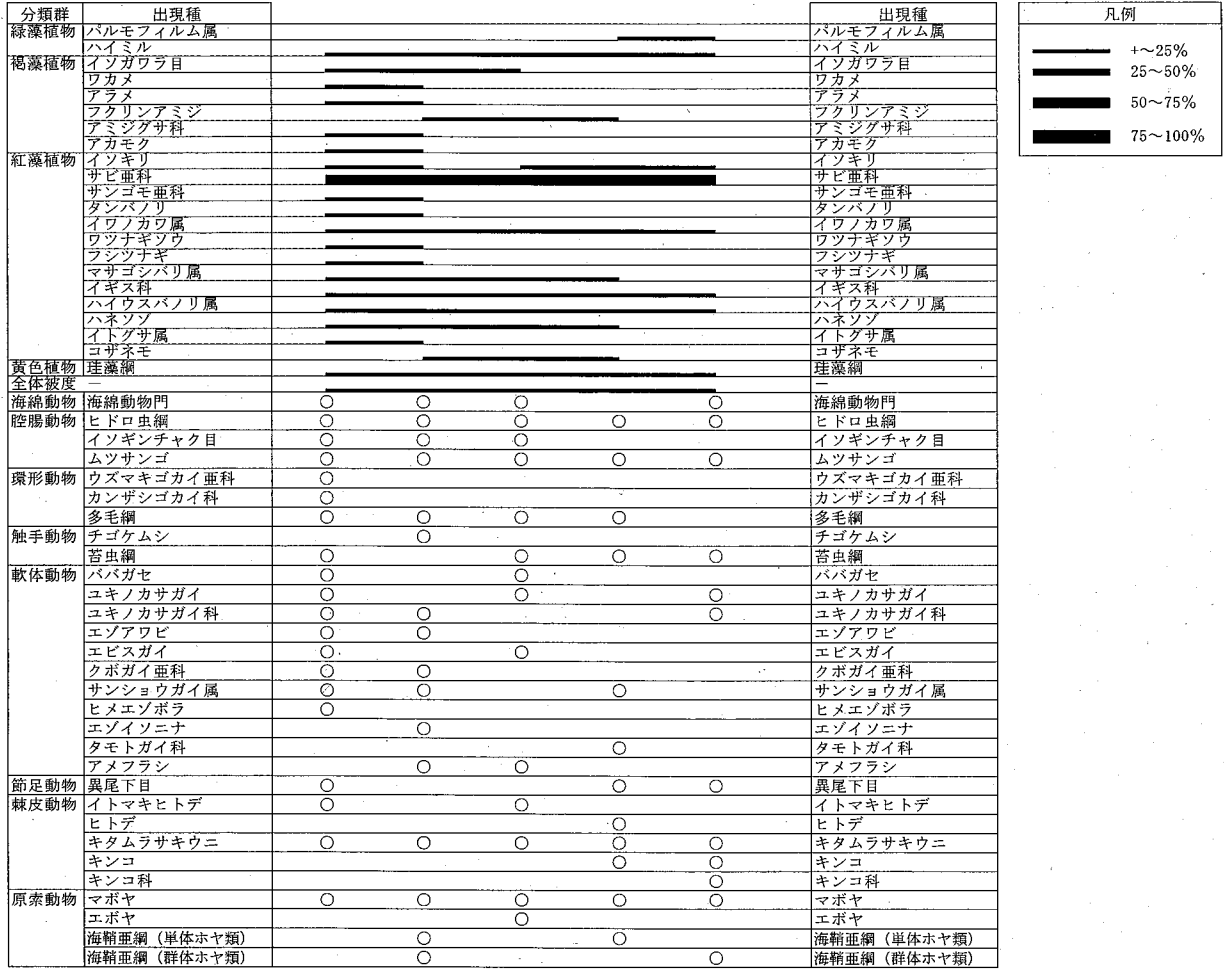 分類群 出現種 出現種
緑藻植物 パルモフィルム属 パルモフィルム属
ハイミル ハイミル
褐藻植物 イソガワラ目 イソガワラ目
ワカメ ワカメ
アラメ アラメ
フクリンアミジ フクリンアミジ
アミジグサ科 アミジグサ科
アカモク アカモク
紅藻植物 イソキリ イソキリ
サビ亜科 サビ亜科
サンゴモ亜科 サンゴモ亜科
タンバノリ タンバノリ
イワノカワ属 イワノカワ属
ワツナギソウ ワツナギソウ
フシツナギ フシツナギ
マサゴシバリ属 マサゴシバリ属
イギス科 イギス科
ハイウスバノリ属 ハイウスバノリ属
ハネソゾ ハネソゾ
イトグサ属 イトグサ属
コザネモ コザネモ
黄色植物 珪藻綱 珪藻綱
全体被度 － －
海綿動物 海綿動物門 ○ ○ ○ ○ 海綿動物門
腔腸動物 ヒドロ虫綱 ○ ○ ○ ○ ○ ヒドロ虫綱
イソギンチャク目 ○ ○ ○ イソギンチャク目
ムツサンゴ ○ ○ ○ ○ ○ ムツサンゴ
環形動物 ウズマキゴカイ亜科 ○ ウズマキゴカイ亜科
カンザシゴカイ科 ○ カンザシゴカイ科
多毛綱 ○ ○ ○ ○ 多毛綱
触手動物 チゴケムシ ○ チゴケムシ
苔虫綱 ○ ○ ○ ○ 苔虫綱
軟体動物 ババガセ ○ ○ ババガセ
ユキノカサガイ ○ ○ ○ ユキノカサガイ
ユキノカサガイ科 ○ ○ ○ ユキノカサガイ科
エゾアワビ ○ ○ エゾアワビ
エビスガイ ○ ○ エビスガイ
クボガイ亜科 ○ ○ クボガイ亜科
サンショウガイ属 ○ ○ ○ サンショウガイ属
ヒメエゾボラ ○ ヒメエゾボラ
エゾイソニナ ○ エゾイソニナ
タモトガイ科 ○ タモトガイ科
アメフラシ ○ ○ アメフラシ
節足動物 異尾下目 ○ ○ ○ 異尾下目
棘皮動物 イトマキヒトデ ○ ○ イトマキヒトデ
ヒトデ ○ ヒトデ
キタムラサキウニ ○ ○ ○ ○ ○ キタムラサキウニ
キンコ ○ ○ キンコ
キンコ科 ○ キンコ科
原索動物 マボヤ ○ ○ ○ ○ ○ マボヤ
エボヤ ○ エボヤ
海鞘亜綱（単体ホヤ類） ○ ○ 海鞘亜綱（単体ホヤ類）
海鞘亜綱（群体ホヤ類） ○ ○ 海鞘亜綱（群体ホヤ類）
凡例
+～25%
25～50%
50～75%
75～100%